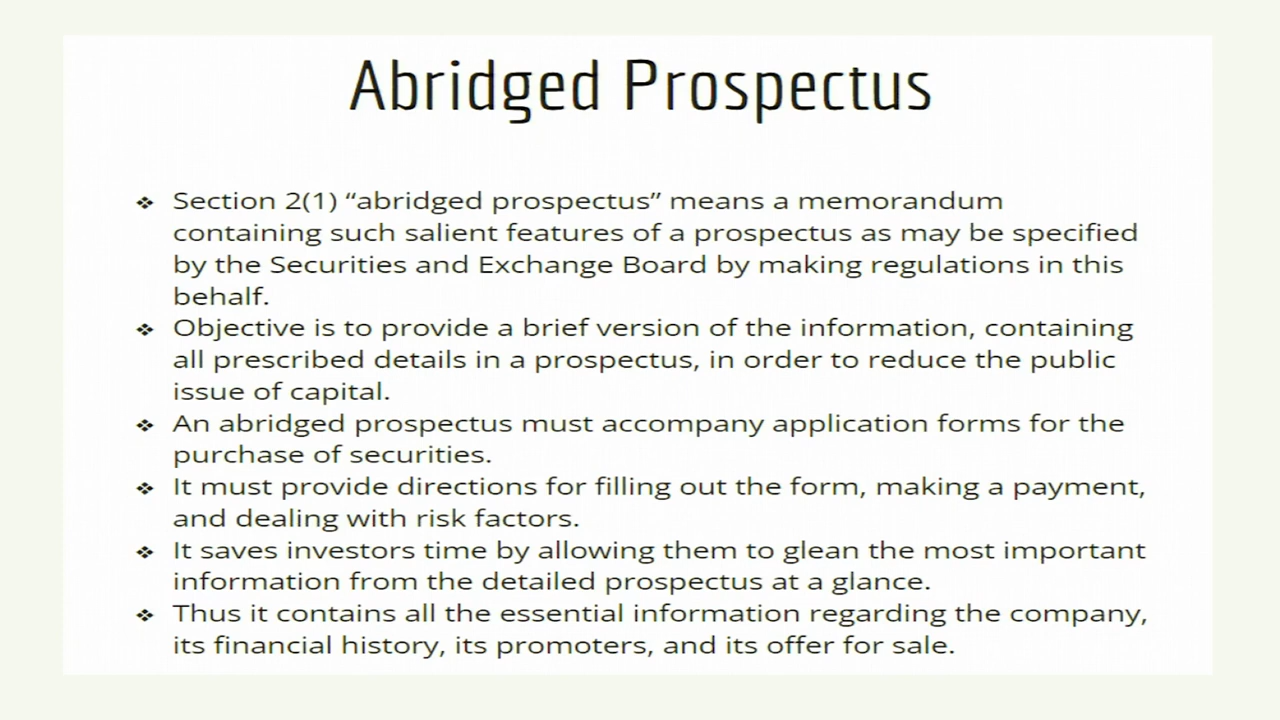 Abridged Prospectus
❖ Section 2(1) “abridged prospectus” means a memorandum
containing such salient features of a prospectus as may be specified
by the Securities and Exchange Board by making regulations in this
behalf.
❖ Objective is to provide a brief version of the information, containing
all prescribed details in a prospectus, in order to reduce the public
issue of capital.
❖ An abridged prospectus must accompany application forms for the
purchase of securities.
❖ It must provide directions for filling out the form, making a payment,
and dealing with risk factors.
❖ It saves investors time by allowing them to glean the most important
information from the detailed prospectus at a glance.
❖ Thus it contains all the essential information regarding the company,
its financial history, its promoters, and its offer for sale.